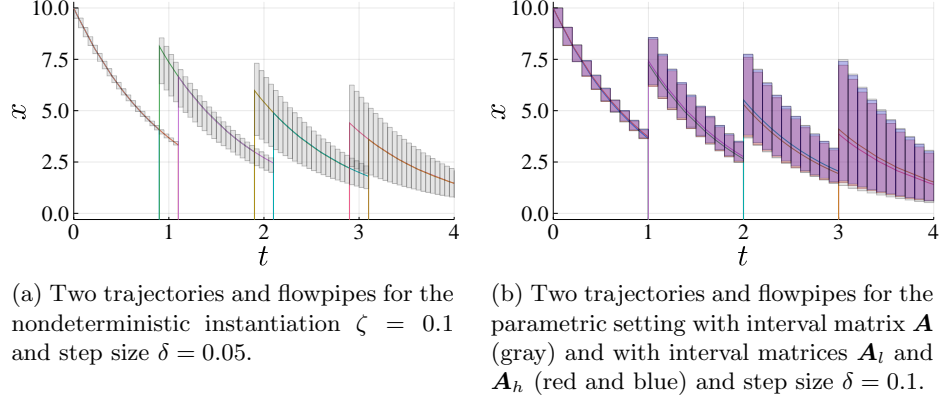 10.0
7.5
5.0
2.5
0.0
x
0 1 2 3 4
t
10.0
7.5
5.0
2.5
0.0
x
0 1 2 3 4
t
(a) Two trajectories and flowpipes for the
nondeterministic instantiation ζ = 0.1
and step size δ = 0.05.
(b) Two trajectories and flowpipes for the
parametric setting with interval matrix A
(gray) and with interval matrices Aₗ and
Aₕ (red and blue) and step size δ = 0.1.